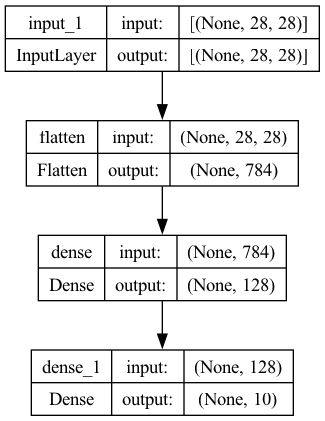 input_1 input: [(None, 28, 28)]
InputLayer output: [(None, 28, 28)]
flatten input: (None, 28, 28)
Flatten output: (None, 784)
dense input: (None, 784)
Dense output: (None, 128)
dense_1 input: (None, 128)
Dense output: (None, 10)